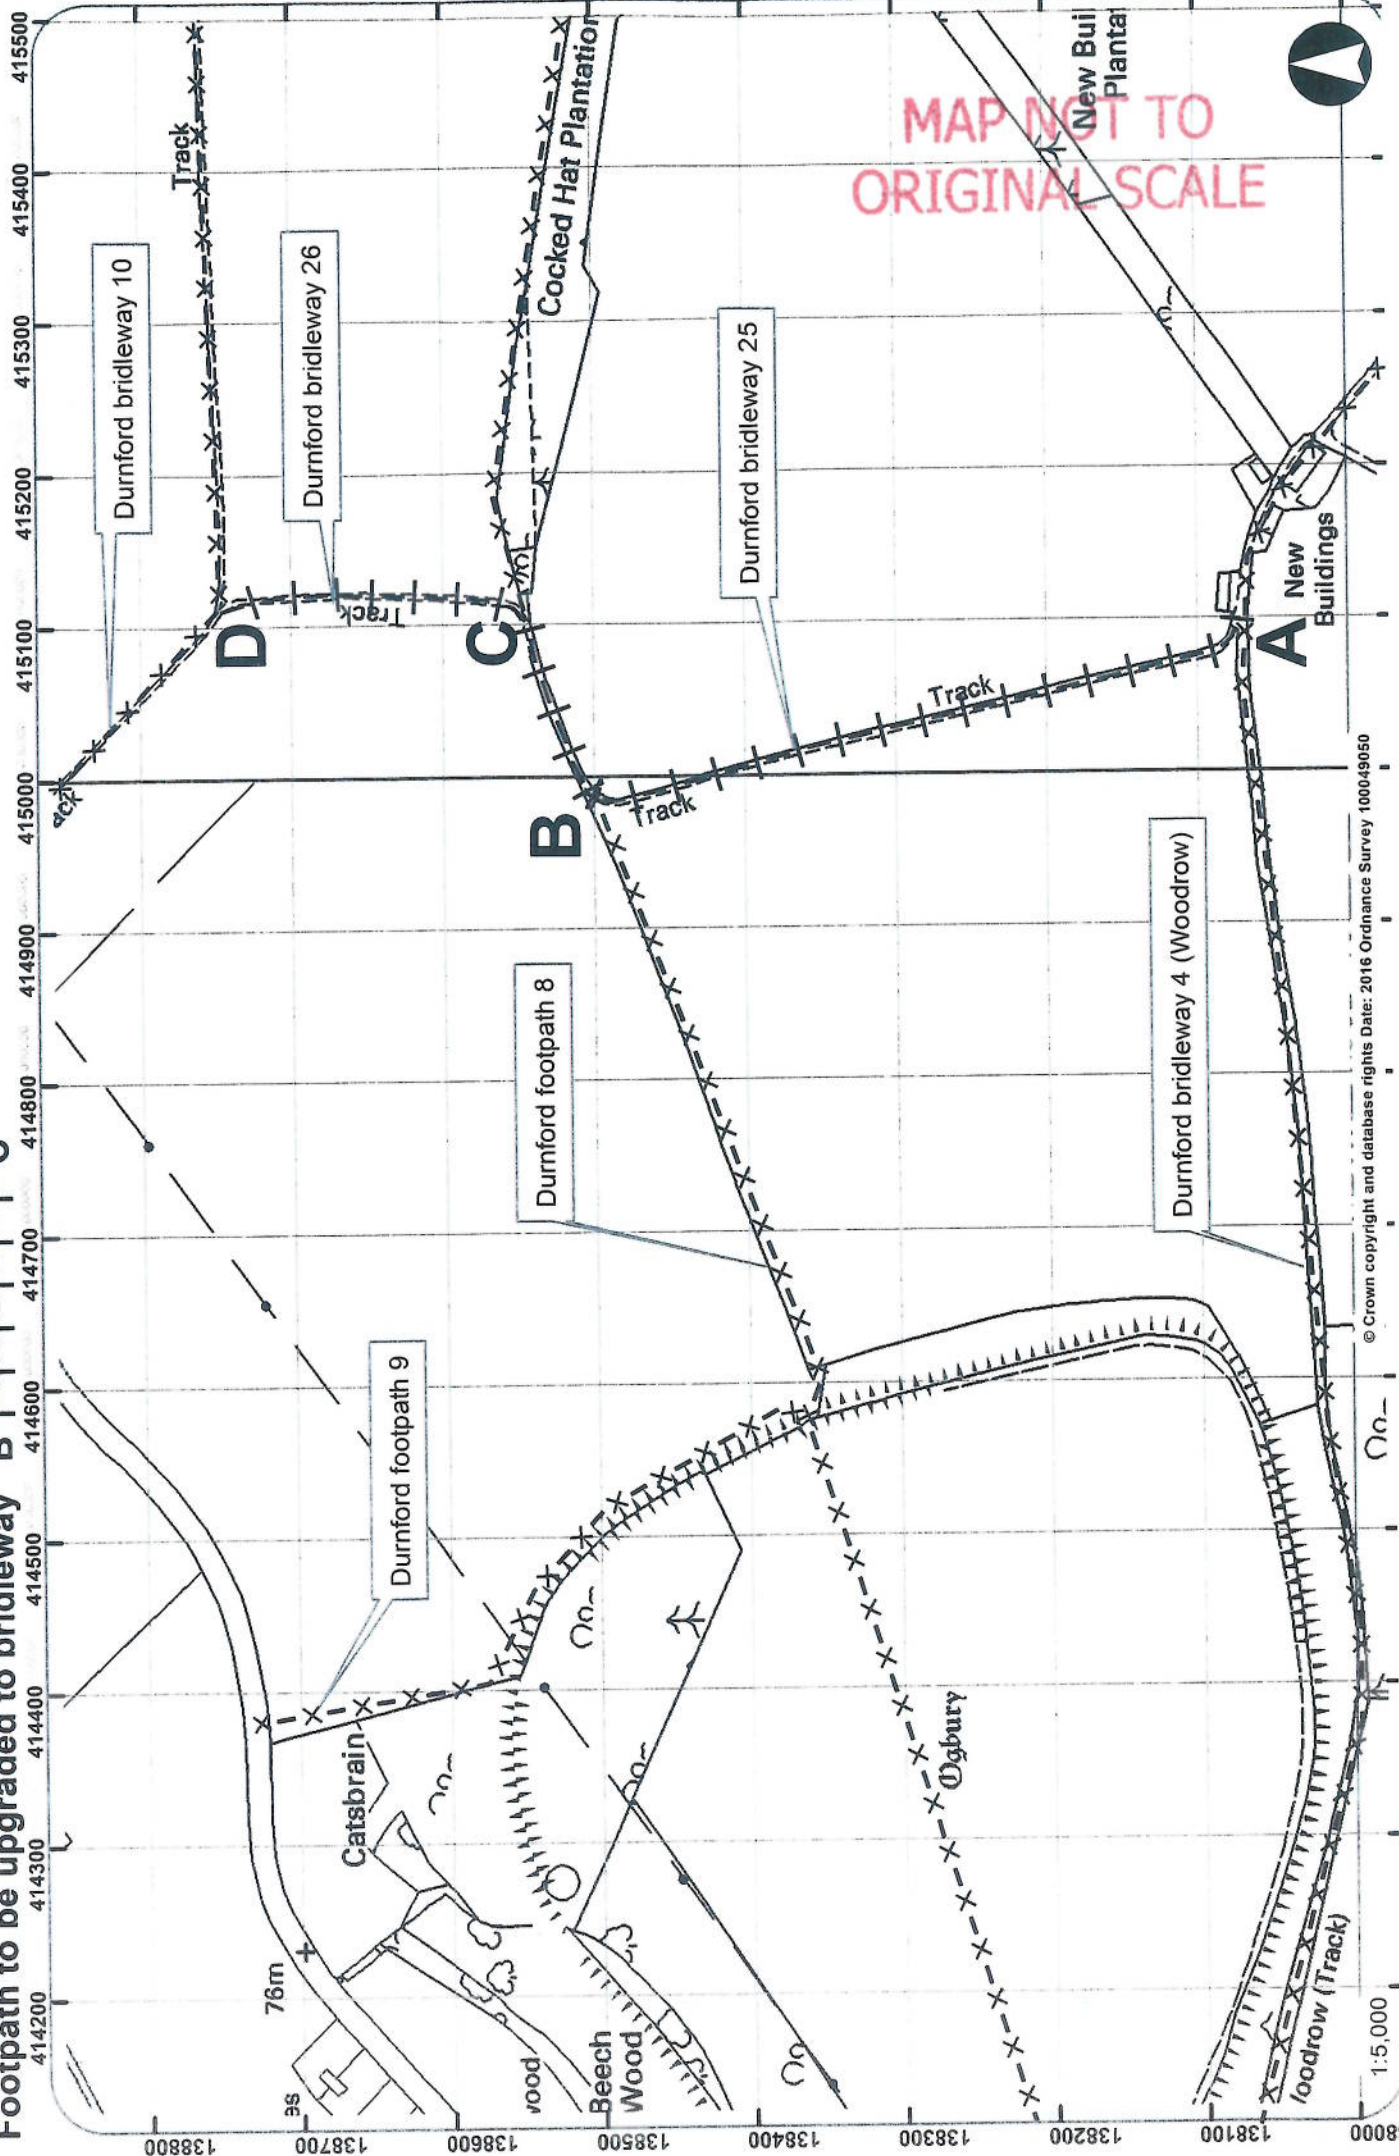 Footpath to be upgraded to bridleway B
414200
414300
414400
414500
414600
414700
414800
414900
415000
415100
415200
415300
415400
415500
138800
138700
138600
138500
138400
138300
138200
138100
8000
Durnford bridleway 10
Track
Durnford bridleway 26
D
Track
C
Cocked Hat Plantation
B
Track
Durnford bridleway 25
Track
MAP NOT TO
ORIGINAL SCALE
New Buil
Planta
New
Buildings
A
Durnford footpath 9
Durnford footpath 8
Durnford bridleway 4 (Woodrow)
Catsbrain
76m
Beech
Wood
wood
Ogbury
oodrow (Track)
1:5,000
© Crown copyright and database rights Date: 2016 Ordnance Survey 100049050